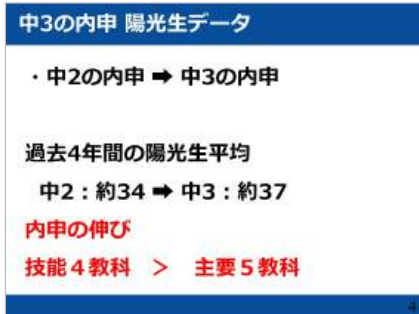 中3の内申 陽光生データ
・中2の内申 ➡ 中3の内申
過去4年間の陽光生平均
中2：約34 ➡ 中3：約37
内申の伸び
技能４教科　＞　主要５教科
4